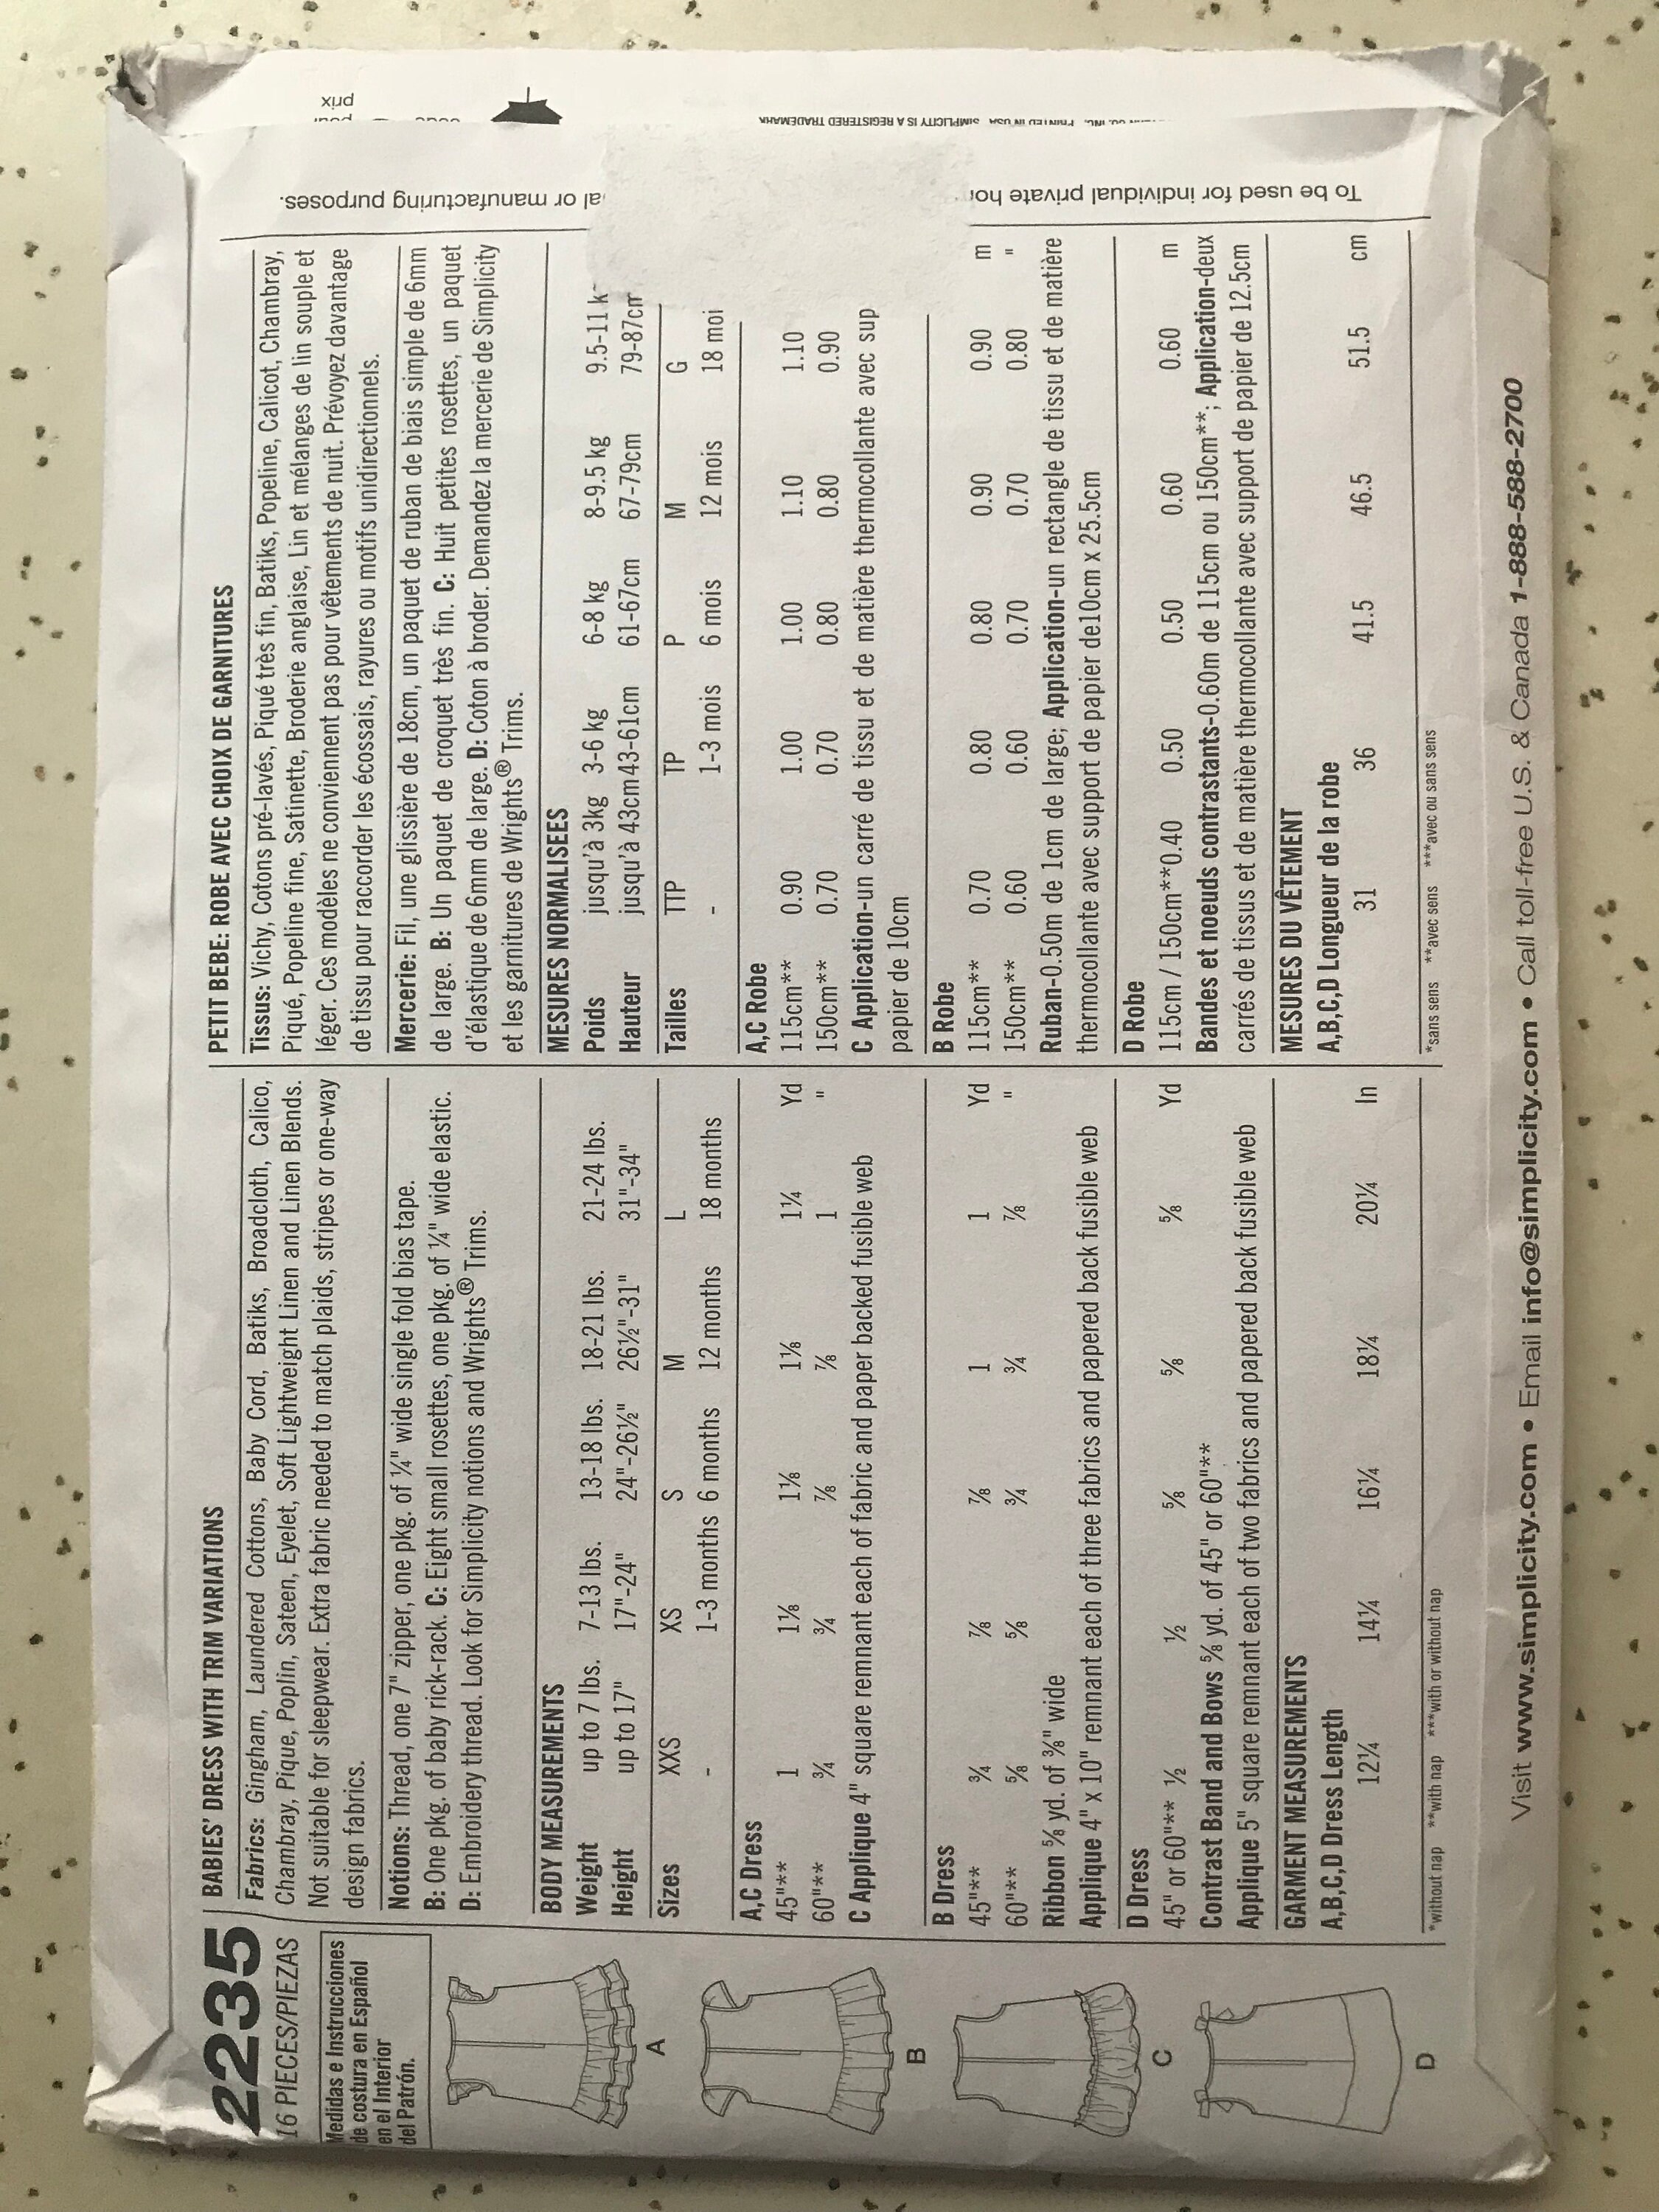 2235
16 PIECES/PIEZAS
Medidas e Instrucciones
de costura en Español
en el Interior
del Patrón.
A
B
C
D
BABIES' DRESS WITH TRIM VARIATIONS
Fabrics: Gingham, Laundered Cottons, Baby Cord, Batiks, Broadcloth, Calico,
Chambray, Pique, Poplin, Sateen, Eyelet, Soft Lightweight Linen and Linen Blends.
Not suitable for sleepwear. Extra fabric needed to match plaids, stripes or one-way
design fabrics.
Notions: Thread, one 7" zipper, one pkg. of ¼" wide single fold bias tape.
B: One pkg. of baby rick-rack. C: Eight small rosettes, one pkg. of ¼" wide elastic.
D: Embroidery thread. Look for Simplicity notions and Wrights® Trims.
BODY MEASUREMENTS
Weight up to 7 lbs. 7-13 lbs. 13-18 lbs. 18-21 lbs. 21-24 lbs.
Height up to 17" 17"-24" 24"-26½" 26½"-31" 31"-34"
Sizes XXS XS S M L
- 1-3 months 6 months 12 months 18 months
A,C Dress
45"** 1 1⅛ 1⅛ 1⅛ 1¼ Yd
60"** ¾ ¾ ⅞ ⅞ 1 "
C Applique 4" square remnant each of fabric and paper backed fusible web
B Dress
45"** ¾ ⅞ ⅞ 1 1 Yd
60"** ⅝ ⅝ ¾ ¾ ⅞ "
Ribbon ⅝ yd. of ⅜" wide
Applique 4" x 10" remnant each of three fabrics and papered back fusible web
D Dress
45" or 60"** ½ ½ ⅝ ⅝ ⅝ Yd
Contrast Band and Bows ⅝ yd. of 45" or 60"**
Applique 5" square remnant each of two fabrics and papered back fusible web
GARMENT MEASUREMENTS
A,B,C,D Dress Length
12¼ 14¼ 16¼ 18¼ 20¼ In
*without nap **with nap ***with or without nap
PETIT BEBE: ROBE AVEC CHOIX DE GARNITURES
Tissus: Vichy, Cotons pré-lavés, Piqué très fin, Batiks, Popeline, Calicot, Chambray,
Piqué, Popeline fine, Satinette, Broderie anglaise, Lin et mélanges de lin souple et
léger. Ces modèles ne conviennent pas pour vêtements de nuit. Prévoyez davantage
de tissu pour raccorder les écossais, rayures ou motifs unidirectionnels.
Mercerie: Fil, une glissière de 18cm, un paquet de ruban de biais simple de 6mm
de large. B: Un paquet de croquet très fin. C: Huit petites rosettes, un paquet
d'élastique de 6mm de large. D: Coton à broder. Demandez la mercerie de Simplicity
et les garnitures de Wrights® Trims.
MESURES NORMALISEES
Poids jusqu'à 3kg 3-6 kg 6-8 kg 8-9.5 kg 9.5-11 k
Hauteur jusqu'à 43cm 43-61cm 61-67cm 67-79cm 79-87cm
Tailles TTP TP P M G
- 1-3 mois 6 mois 12 mois 18 moi
A,C Robe
115cm** 0.90 1.00 1.00 1.10 1.10
150cm** 0.70 0.70 0.80 0.80 0.90
C Application-un carré de tissu et de matière thermocollante avec sup
papier de 10cm
B Robe
115cm** 0.70 0.80 0.80 0.90 0.90 m
150cm** 0.60 0.60 0.70 0.70 0.80 "
Ruban-0.50m de 1cm de large; Application-un rectangle de tissu et de matière
thermocollante avec support de papier de10cm x 25.5cm
D Robe
115cm / 150cm**0.40 0.50 0.50 0.60 0.60 m
Bandes et noeuds contrastants-0.60m de 115cm ou 150cm**; Application-deux
carrés de tissus et de matière thermocollante avec support de papier de 12.5cm
MESURES DU VÊTEMENT
A,B,C,D Longueur de la robe
31 36 41.5 46.5 51.5 cm
*sans sens **avec sens ***avec ou sans sens
Visit www.simplicity.com • Email info@simplicity.com • Call toll-free U.S. & Canada 1-888-588-2700
To be used for individual private ho
al or manufacturing purposes.
CO. INC. PRINTED IN USA SIMPLICITY IS A REGISTERED TRADEMARK
pour
prix